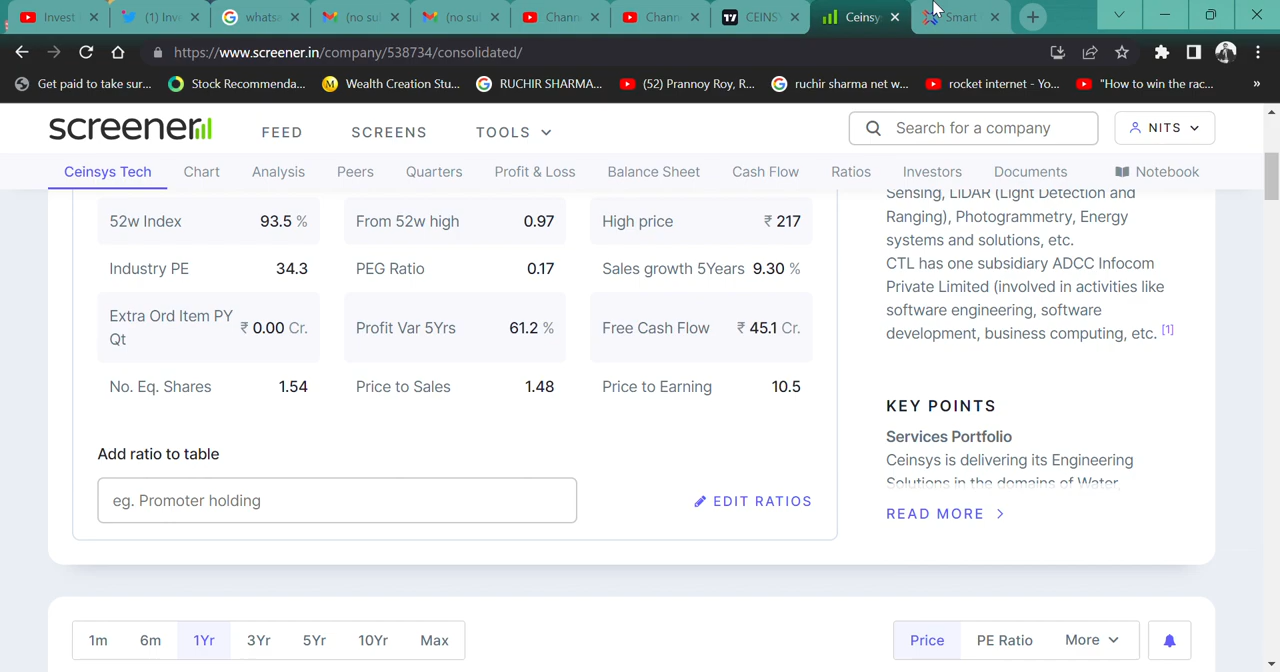 Invest
(1) Inv
whats
(no su
(no su
Chann
Chann
CEINS
Ceinsy
Smart
https://www.screener.in/company/538734/consolidated/
Get paid to take sur...
Stock Recommenda...
Wealth Creation Stu...
RUCHIR SHARMA...
(52) Prannoy Roy, R...
ruchir sharma net w...
rocket internet - Yo...
"How to win the rac...
»
screener
FEED
SCREENS
TOOLS
Search for a company
NITS
Ceinsys Tech
Chart
Analysis
Peers
Quarters
Profit & Loss
Balance Sheet
Cash Flow
Ratios
Investors
Documents
Notebook
52w Index 93.5 %
From 52w high 0.97
High price ₹ 217
Industry PE 34.3
PEG Ratio 0.17
Sales growth 5Years 9.30 %
Extra Ord Item PY
Qt
₹ 0.00 Cr.
Profit Var 5Yrs 61.2 %
Free Cash Flow ₹ 45.1 Cr.
No. Eq. Shares 1.54
Price to Sales 1.48
Price to Earning 10.5
Add ratio to table
eg. Promoter holding
EDIT RATIOS
Sensing, LiDAR (Light Detection and
Ranging), Photogrammetry, Energy
systems and solutions, etc.
CTL has one subsidiary ADCC Infocom
Private Limited (involved in activities like
software engineering, software
development, business computing, etc. [1]
KEY POINTS
Services Portfolio
Ceinsys is delivering its Engineering
Solutions in the domains of Water,
READ MORE
1m
6m
1Yr
3Yr
5Yr
10Yr
Max
Price
PE Ratio
More